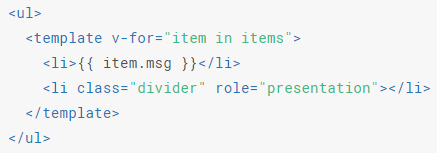 <ul>
  <template v-for="item in items">
    <li>{{ item.msg }}</li>
    <li class="divider" role="presentation"></li>
  </template>
</ul>